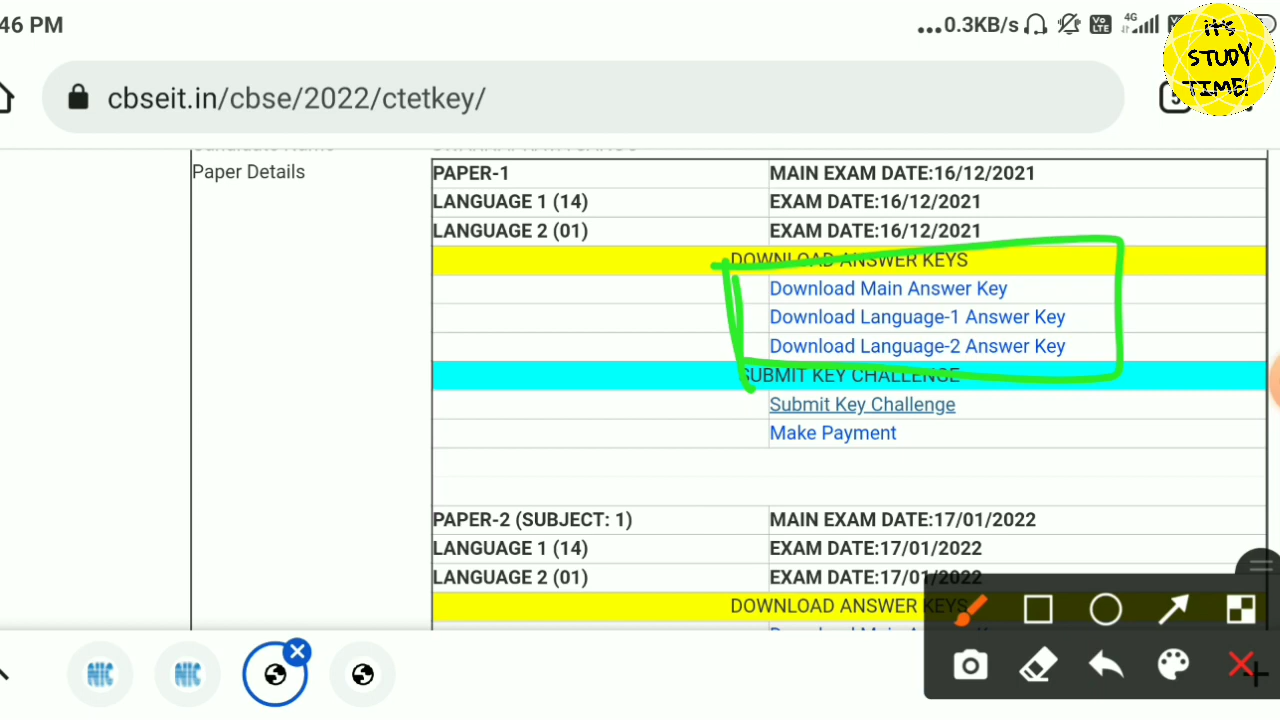 46 PM
...0.3KB/s
Vo LTE
4G
IT'S STUDY TIME!
cbseit.in/cbse/2022/ctetkey/
Paper Details
PAPER-1 MAIN EXAM DATE:16/12/2021
LANGUAGE 1 (14) EXAM DATE:16/12/2021
LANGUAGE 2 (01) EXAM DATE:16/12/2021
DOWNLOAD ANSWER KEYS
Download Main Answer Key
Download Language-1 Answer Key
Download Language-2 Answer Key
SUBMIT KEY CHALLENGE
Submit Key Challenge
Make Payment
PAPER-2 (SUBJECT: 1) MAIN EXAM DATE:17/01/2022
LANGUAGE 1 (14) EXAM DATE:17/01/2022
LANGUAGE 2 (01) EXAM DATE:17/01/2022
DOWNLOAD ANSWER KEYS
NIC NIC